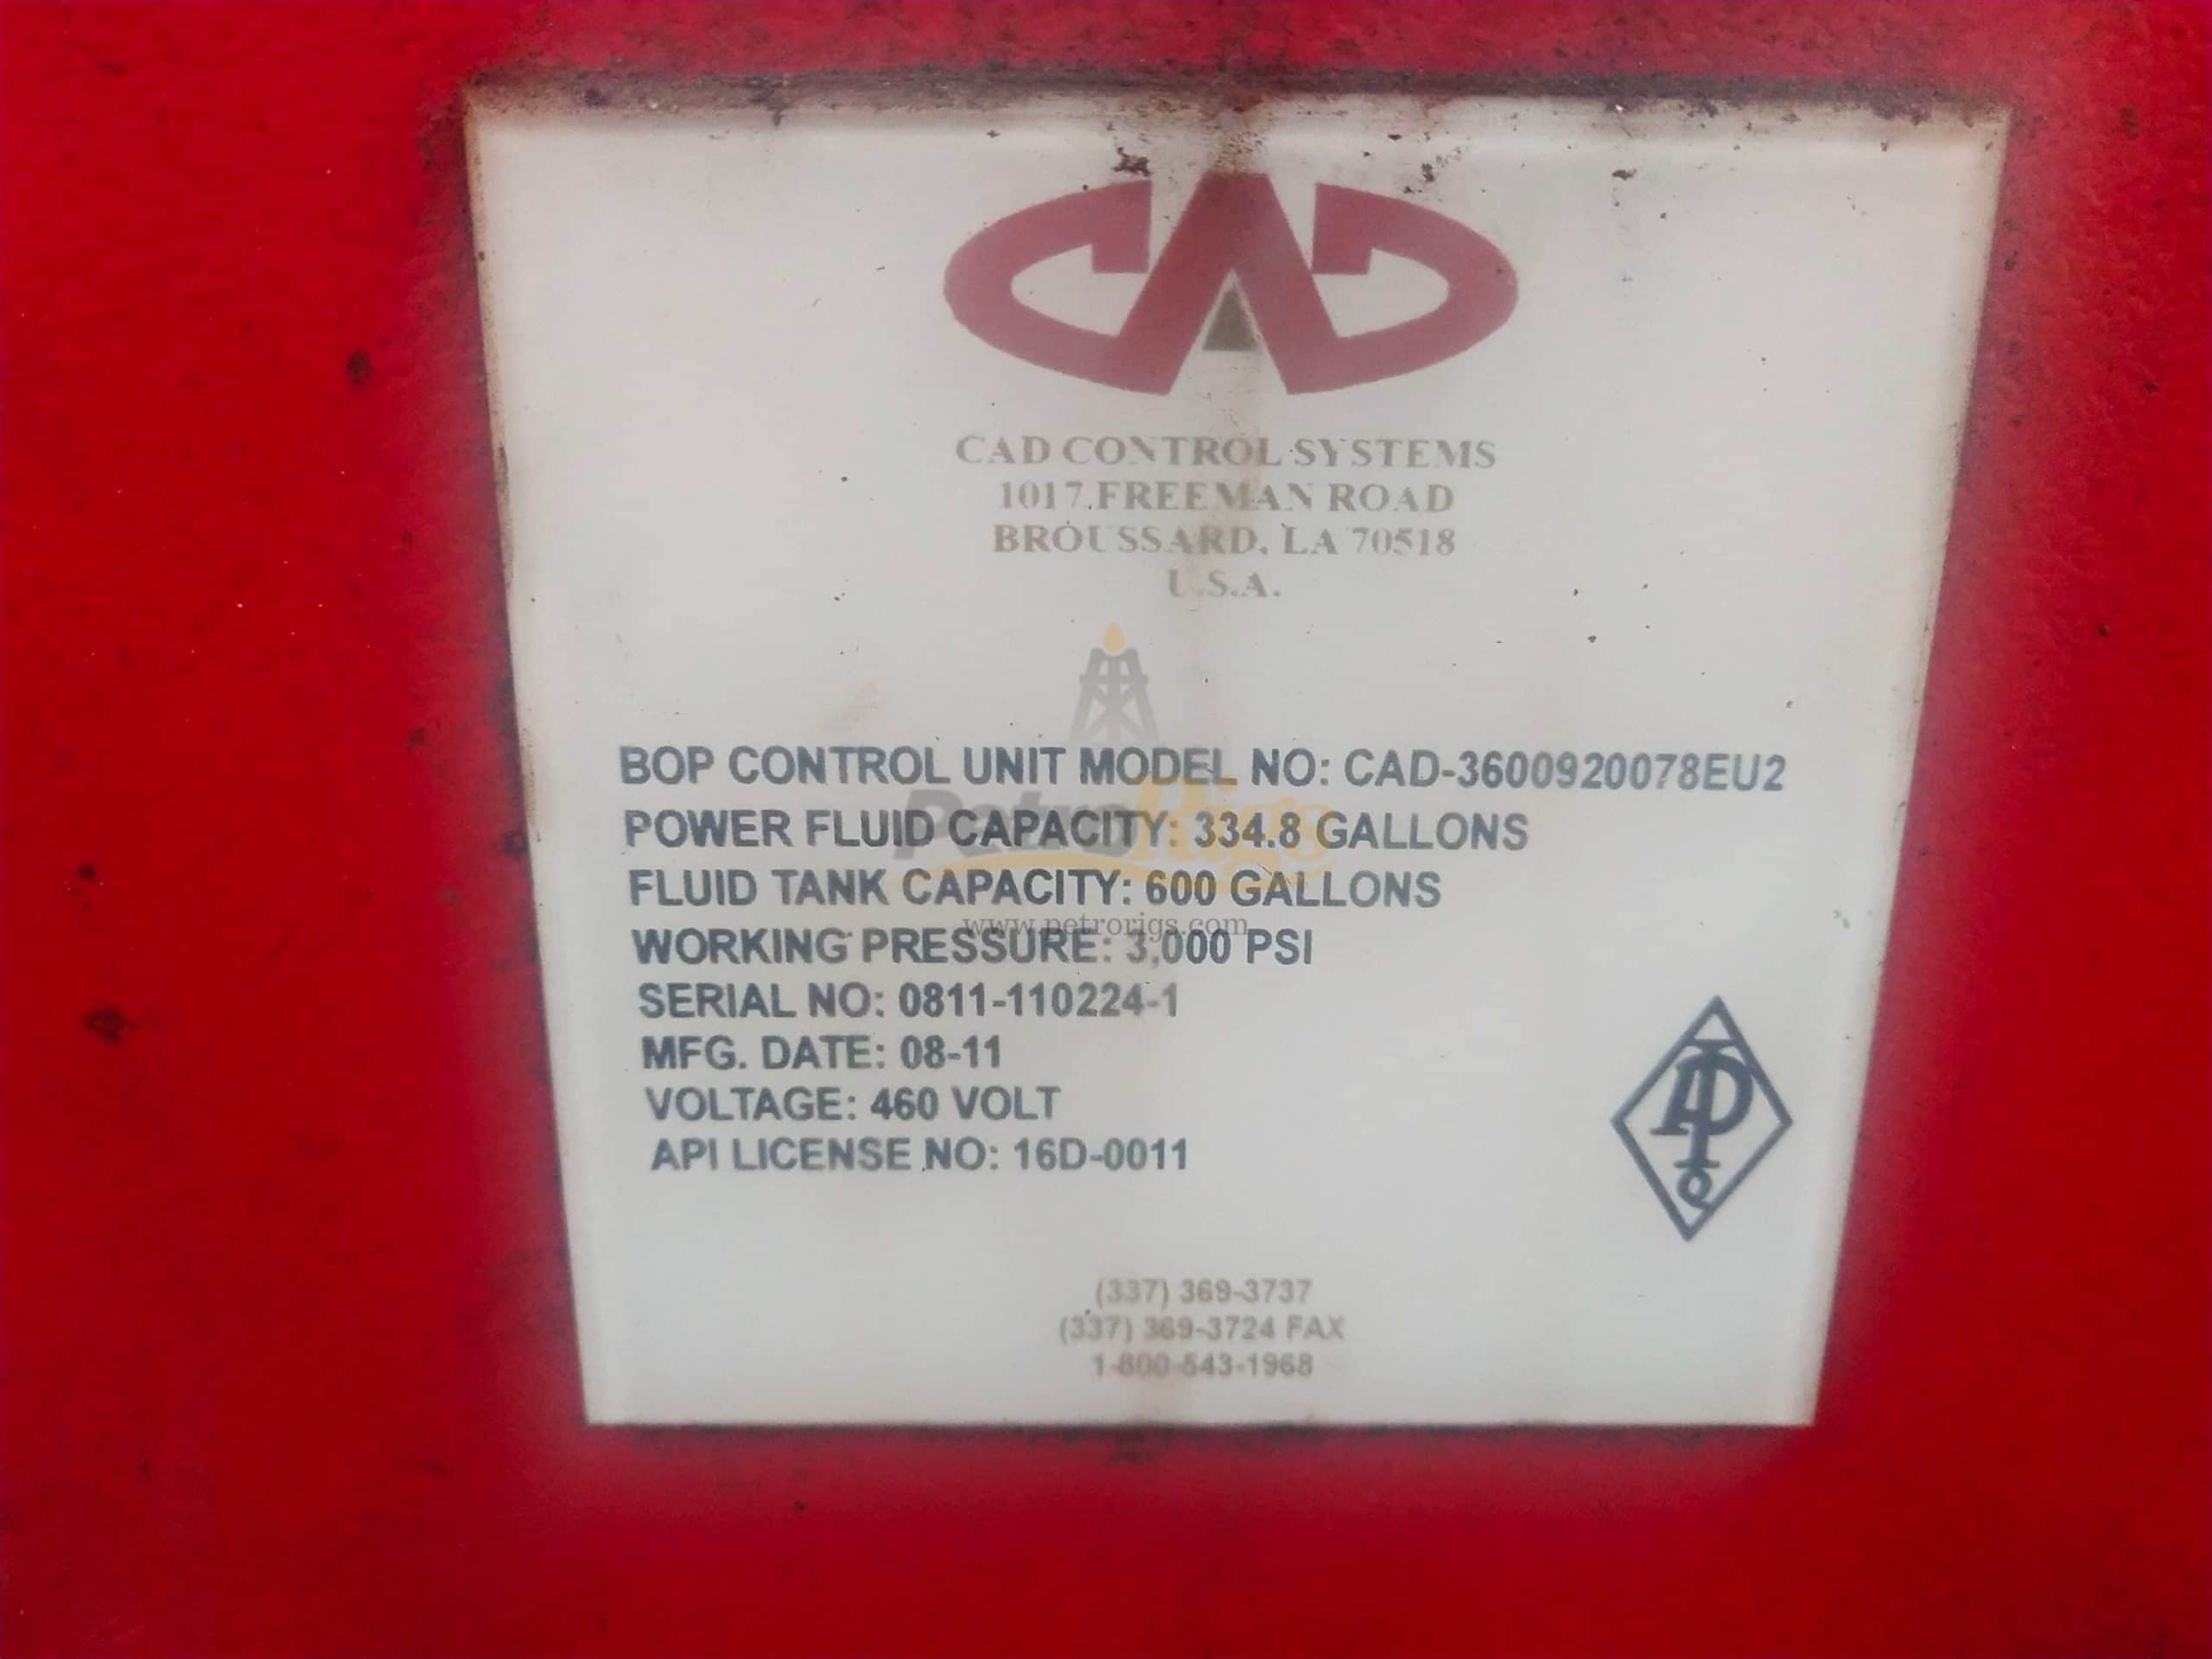 CAD
CAD CONTROL SYSTEMS
1017 FREEMAN ROAD
BROUSSARD, LA 70518
U.S.A.
BOP CONTROL UNIT MODEL NO: CAD-3600920078EU2
PetroRigs
POWER FLUID CAPACITY: 334.8 GALLONS
FLUID TANK CAPACITY: 600 GALLONS
www.petrorigs.com
WORKING PRESSURE: 3,000 PSI
SERIAL NO: 0811-110224-1
MFG. DATE: 08-11
VOLTAGE: 460 VOLT
API LICENSE NO: 16D-0011
API
Q
(337) 369-3737
(337) 369-3724 FAX
1-800-543-1968